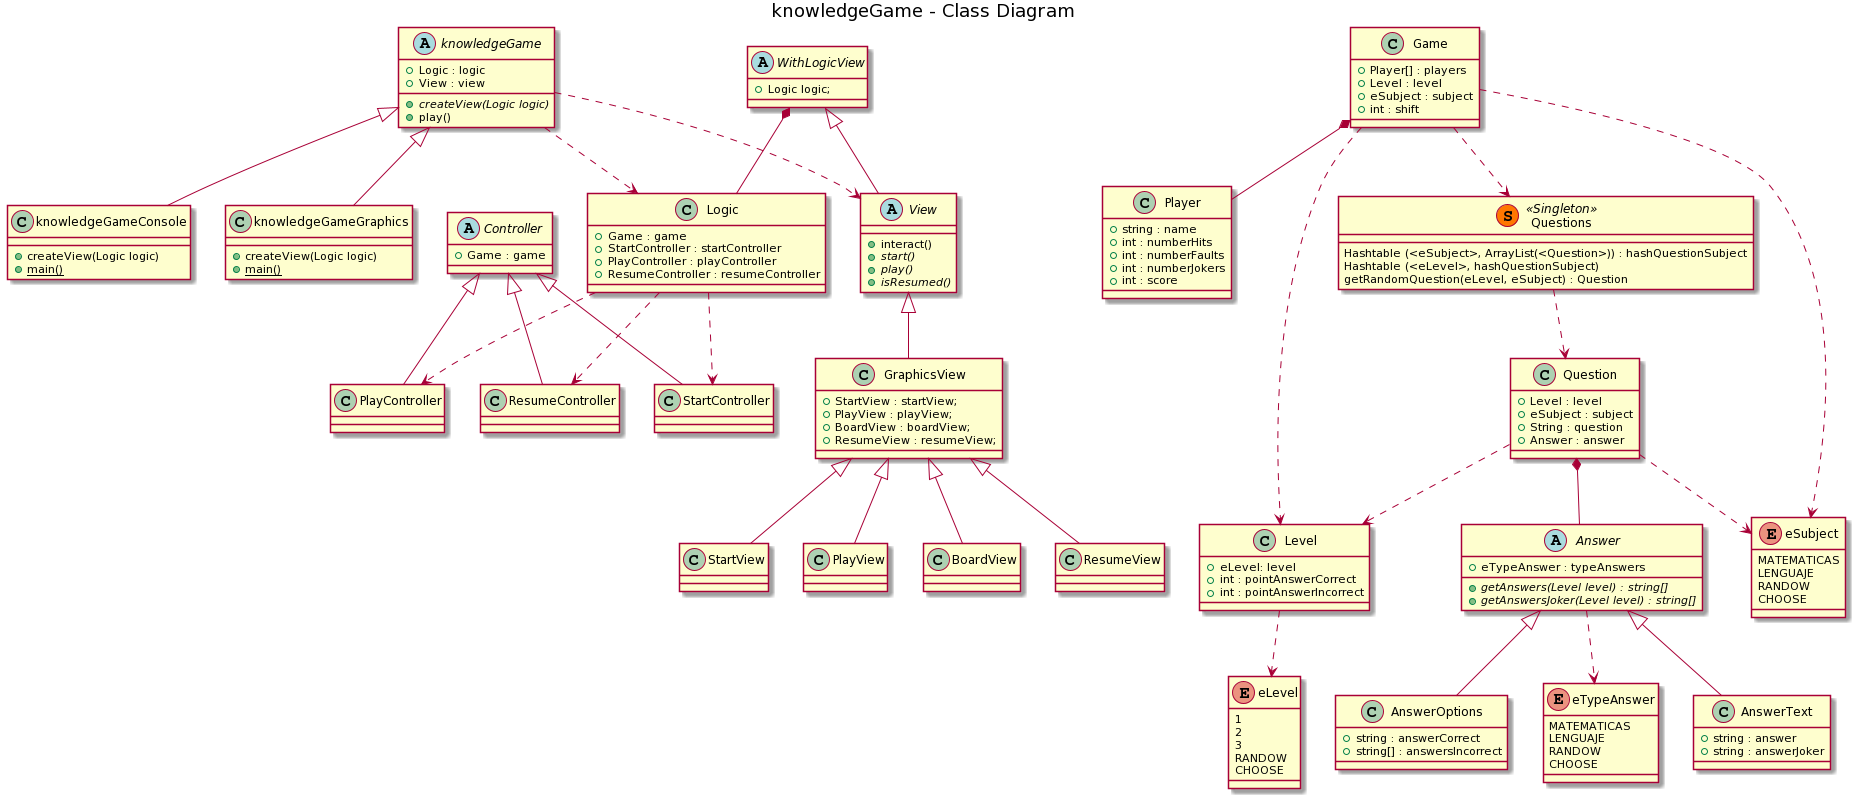 knowledgeGame - Class Diagram
A knowledgeGame
Logic : logic
View : view
createView(Logic logic)
play()
A WithLogicView
Logic logic;
C Game
Player[] : players
Level : level
eSubject : subject
int : shift
C knowledgeGameConsole
createView(Logic logic)
main()
C knowledgeGameGraphics
createView(Logic logic)
main()
A Controller
Game : game
C Logic
Game : game
StartController : startController
PlayController : playController
ResumeController : resumeController
A View
interact()
start()
play()
isResumed()
C Player
string : name
int : numberHits
int : numberFaults
int : numberJokers
int : score
S «Singleton»
Questions
Hashtable (<eSubject>, ArrayList(<Question>)) : hashQuestionSubject
Hashtable (<eLevel>, hashQuestionSubject)
getRandomQuestion(eLevel, eSubject) : Question
C PlayController
C ResumeController
C StartController
C GraphicsView
StartView : startView;
PlayView : playView;
BoardView : boardView;
ResumeView : resumeView;
C Question
Level : level
eSubject : subject
String : question
Answer : answer
C StartView
C PlayView
C BoardView
C ResumeView
C Level
eLevel: level
int : pointAnswerCorrect
int : pointAnswerIncorrect
A Answer
eTypeAnswer : typeAnswers
getAnswers(Level level) : string[]
getAnswersJoker(Level level) : string[]
E eSubject
MATEMATICAS
LENGUAJE
RANDOW
CHOOSE
E eLevel
1
2
3
RANDOW
CHOOSE
C AnswerOptions
string : answerCorrect
string[] : answersIncorrect
E eTypeAnswer
MATEMATICAS
LENGUAJE
RANDOW
CHOOSE
C AnswerText
string : answer
string : answerJoker